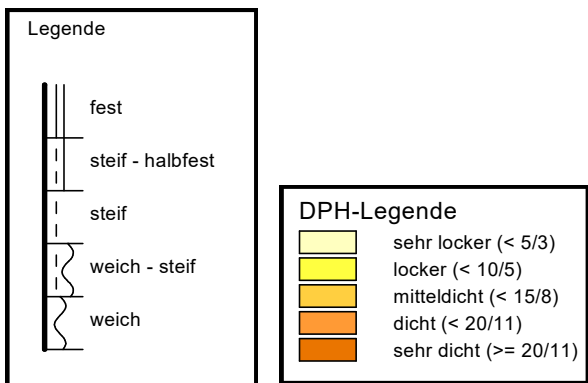 Legende
fest
steif - halbfest
steif
weich - steif
weich
DPH-Legende
sehr locker (< 5/3)
locker (< 10/5)
mitteldicht (< 15/8)
dicht (< 20/11)
sehr dicht (>= 20/11)